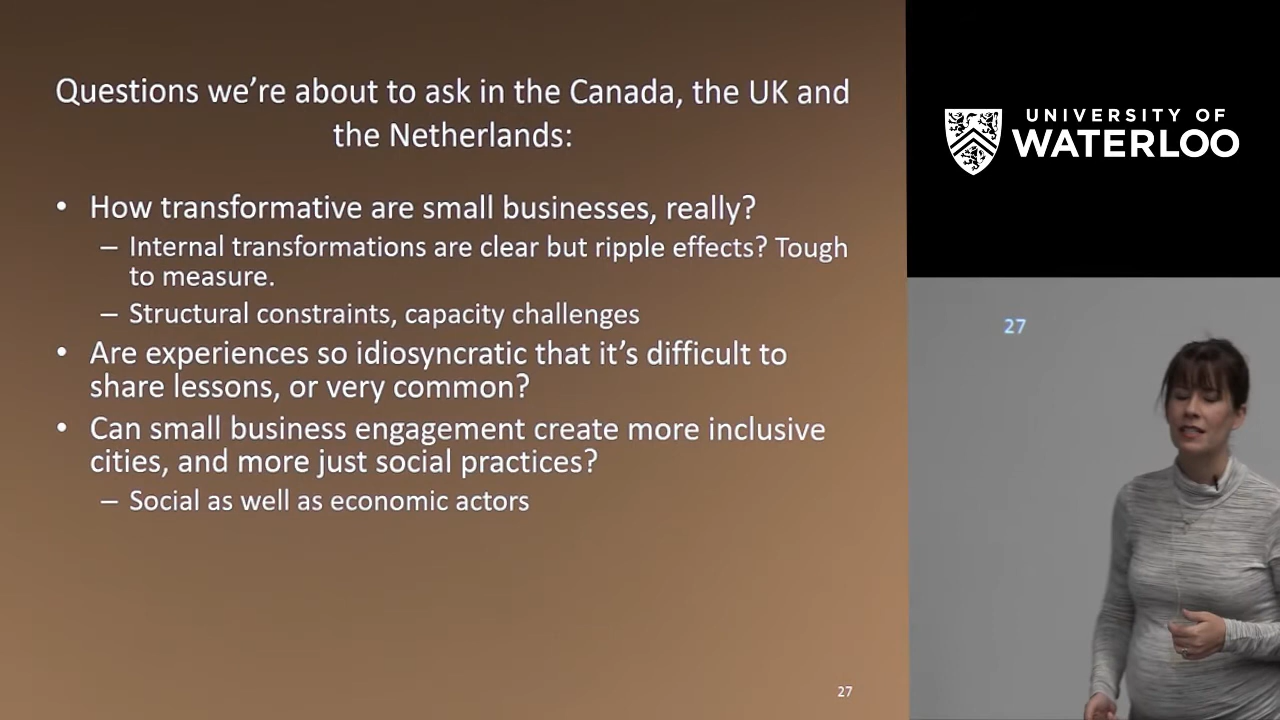 Questions we’re about to ask in the Canada, the UK and
the Netherlands:
• How transformative are small businesses, really?
– Internal transformations are clear but ripple effects? Tough
to measure.
– Structural constraints, capacity challenges
• Are experiences so idiosyncratic that it’s difficult to
share lessons, or very common?
• Can small business engagement create more inclusive
cities, and more just social practices?
– Social as well as economic actors
27
UNIVERSITY OF
WATERLOO
27